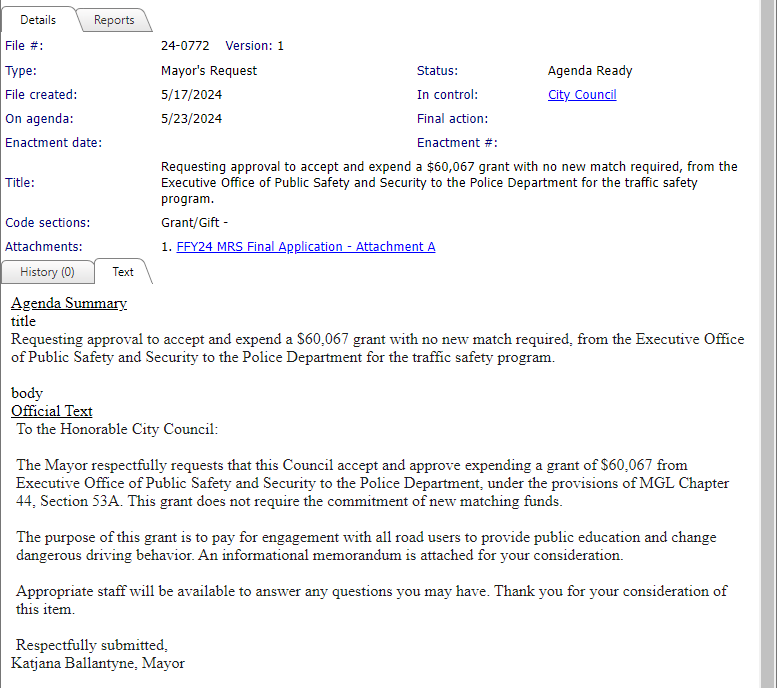 Details Reports
File #: 24-0772 Version: 1
Type: Mayor's Request Status: Agenda Ready
File created: 5/17/2024 In control: City Council
On agenda: 5/23/2024 Final action:
Enactment date: Enactment #:
Title: Requesting approval to accept and expend a $60,067 grant with no new match required, from the
Executive Office of Public Safety and Security to the Police Department for the traffic safety
program.
Code sections: Grant/Gift -
Attachments: 1. FFY24 MRS Final Application - Attachment A
History (0) Text
Agenda Summary
title
Requesting approval to accept and expend a $60,067 grant with no new match required, from the Executive Office
of Public Safety and Security to the Police Department for the traffic safety program.
body
Official Text
To the Honorable City Council:
The Mayor respectfully requests that this Council accept and approve expending a grant of $60,067 from
Executive Office of Public Safety and Security to the Police Department, under the provisions of MGL Chapter
44, Section 53A. This grant does not require the commitment of new matching funds.
The purpose of this grant is to pay for engagement with all road users to provide public education and change
dangerous driving behavior. An informational memorandum is attached for your consideration.
Appropriate staff will be available to answer any questions you may have. Thank you for your consideration of
this item.
Respectfully submitted,
Katjana Ballantyne, Mayor